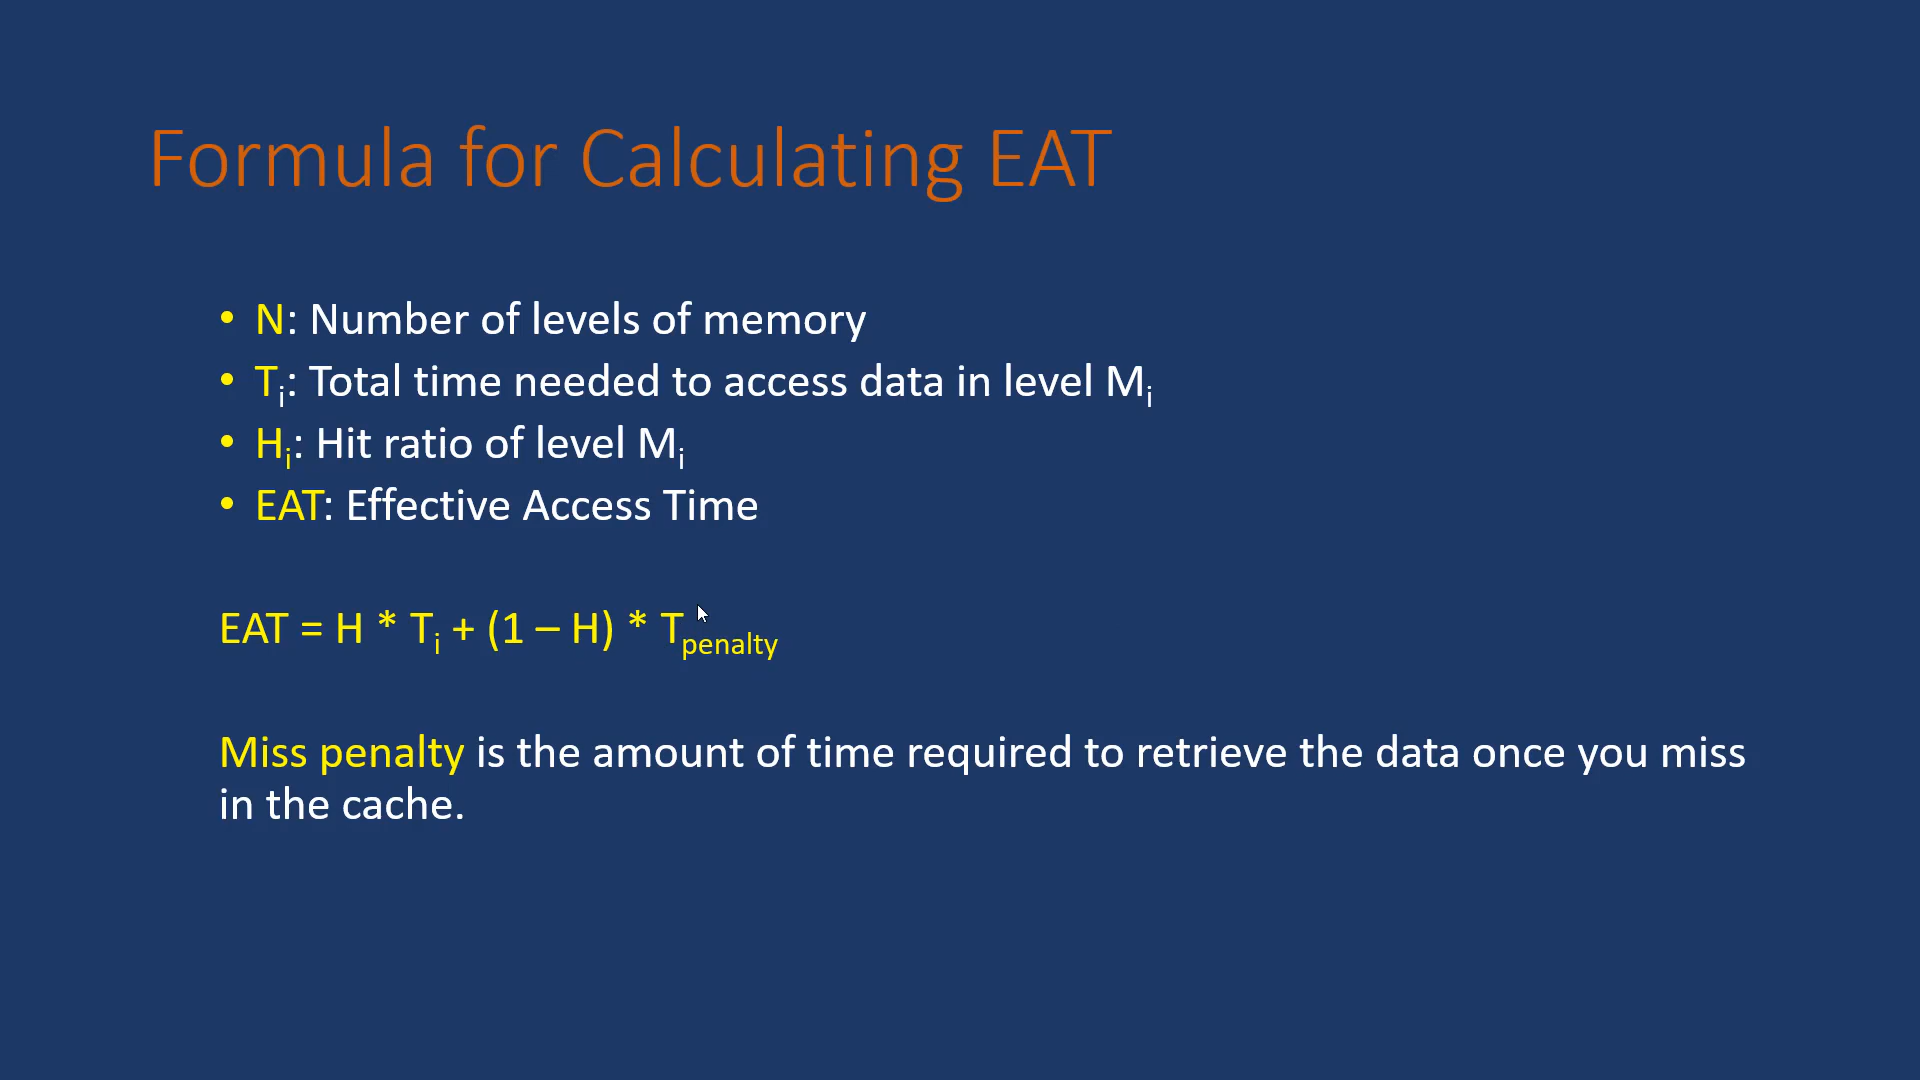 Formula for Calculating EAT
• N: Number of levels of memory
• Tᵢ: Total time needed to access data in level Mᵢ
• Hᵢ: Hit ratio of level Mᵢ
• EAT: Effective Access Time
EAT = H * Tᵢ + (1 – H) * Tpenalty
Miss penalty is the amount of time required to retrieve the data once you miss
in the cache.